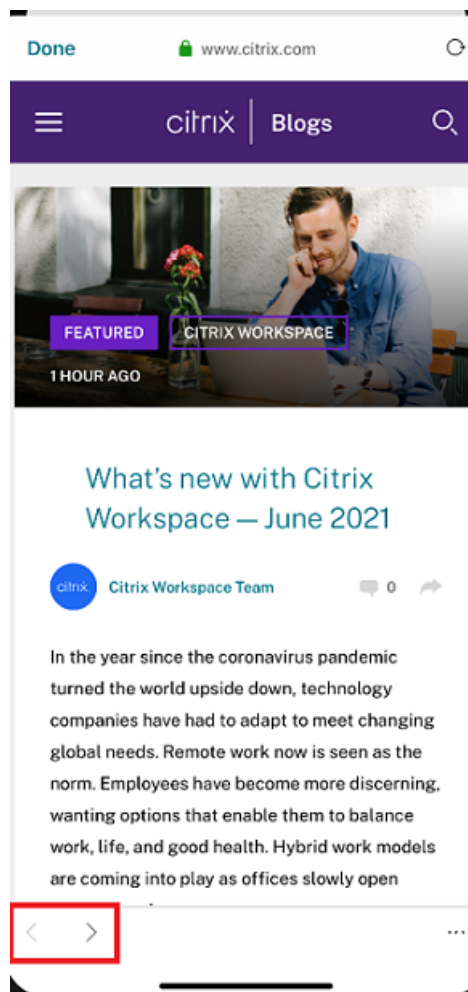 Done www.citrix.com
citrix Blogs
FEATURED CITRIX WORKSPACE
1 HOUR AGO
What's new with Citrix
Workspace — June 2021
citrix Citrix Workspace Team 0
In the year since the coronavirus pandemic
turned the world upside down, technology
companies have had to adapt to meet changing
global needs. Remote work now is seen as the
norm. Employees have become more discerning,
wanting options that enable them to balance
work, life, and good health. Hybrid work models
are coming into play as offices slowly open